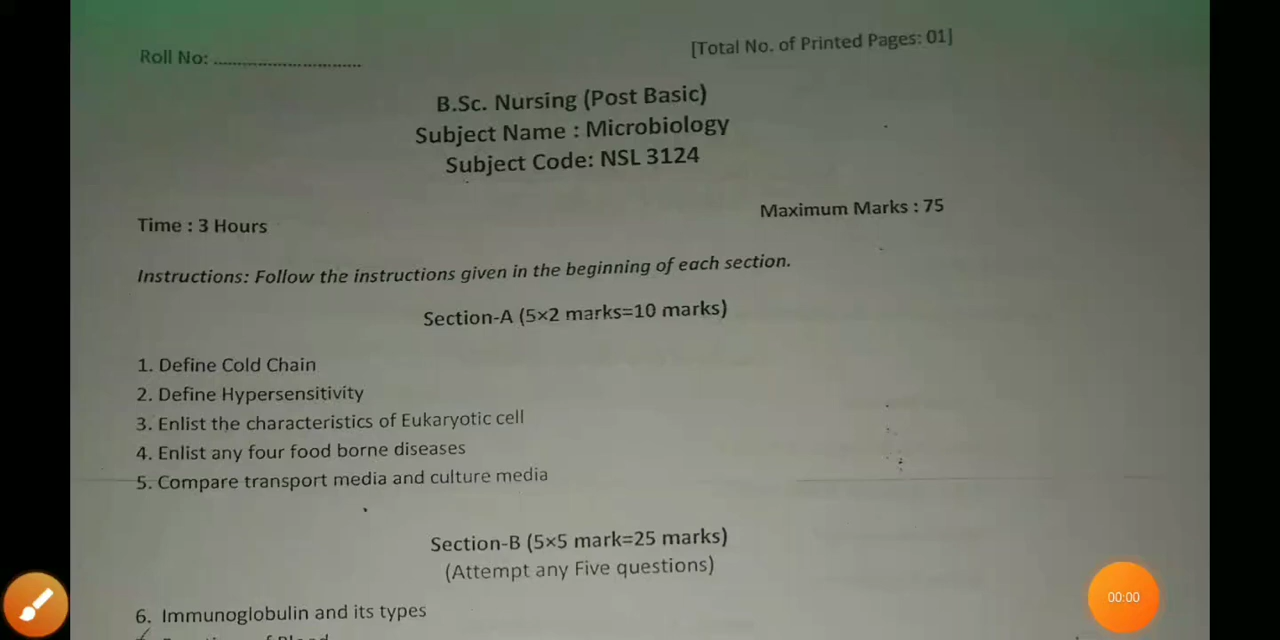 Roll No: ............................
[Total No. of Printed Pages: 01]
B.Sc. Nursing (Post Basic)
Subject Name : Microbiology
Subject Code: NSL 3124
Time : 3 Hours
Maximum Marks : 75
Instructions: Follow the instructions given in the beginning of each section.
Section-A (5×2 marks=10 marks)
1. Define Cold Chain
2. Define Hypersensitivity
3. Enlist the characteristics of Eukaryotic cell
4. Enlist any four food borne diseases
5. Compare transport media and culture media
Section-B (5×5 mark=25 marks)
(Attempt any Five questions)
6. Immunoglobulin and its types
of Blood
00:00